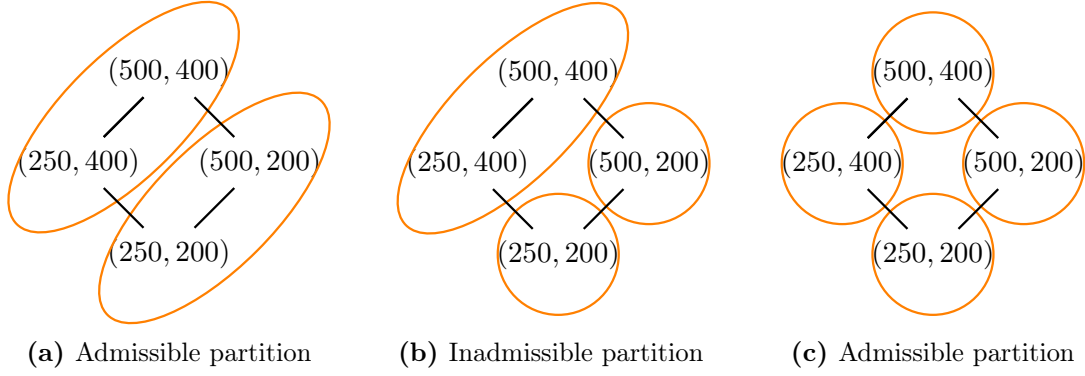 (500, 400) (500, 400) (500, 400)
(250, 400) (500, 200) (250, 400) (500, 200) (250, 400) (500, 200)
(250, 200) (250, 200) (250, 200)
(a) Admissible partition (b) Inadmissible partition (c) Admissible partition